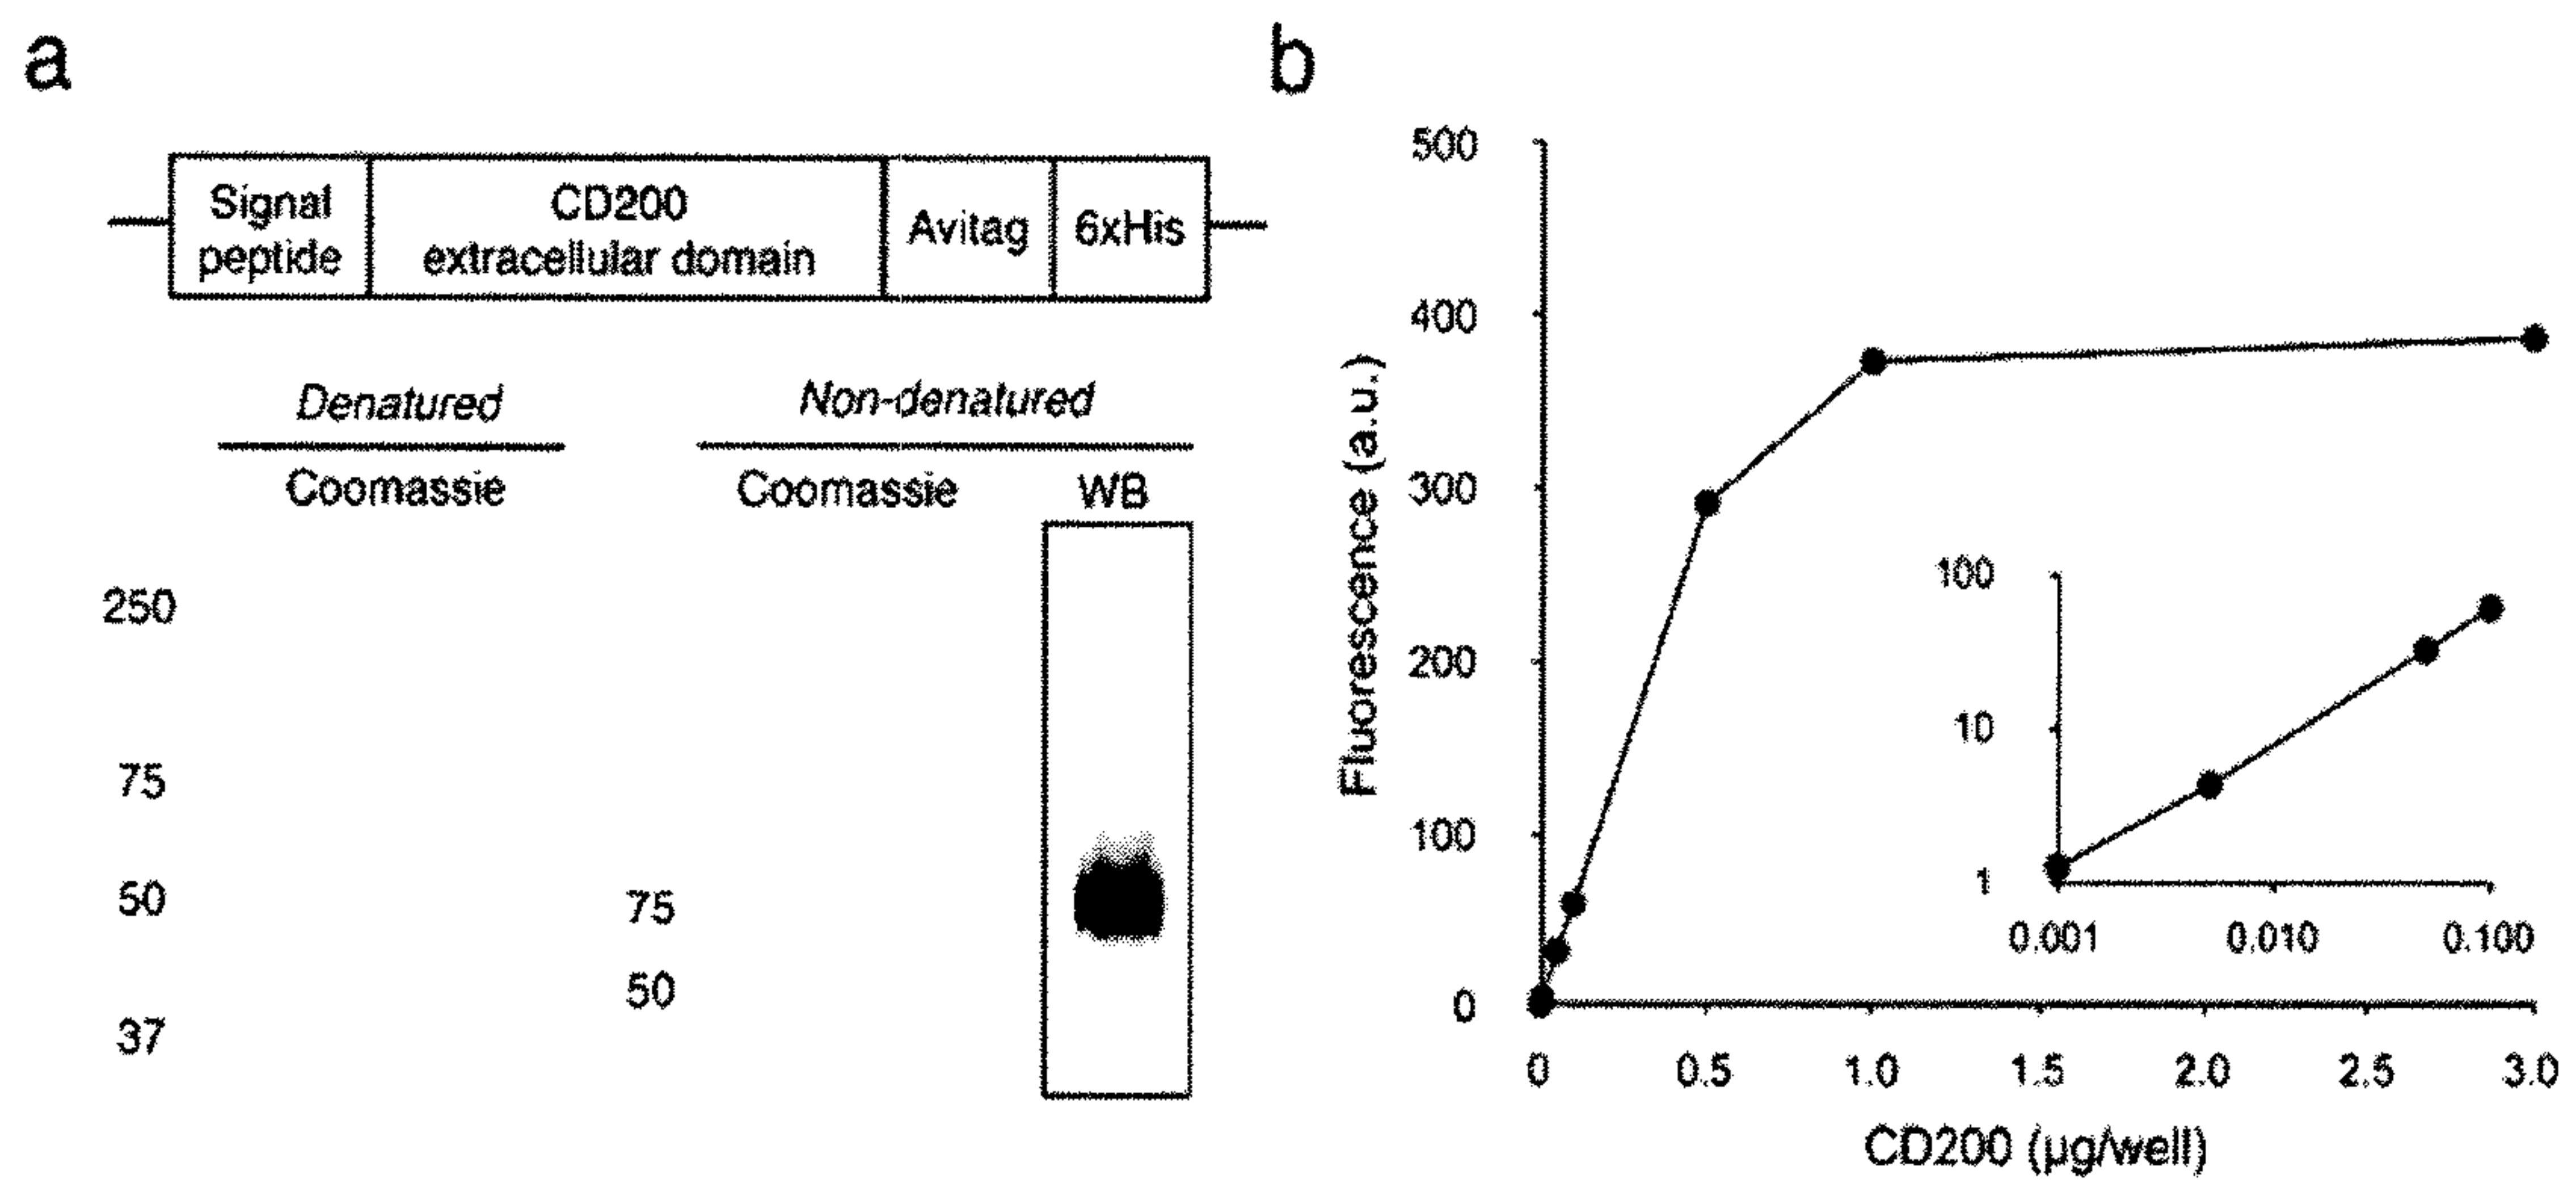 a
Signal
peptide
CD200
extracellular domain
Avitag
6xHis
Denatured
Non-denatured
Coomassie
Coomassie
WB
250
75
50
37
75
50
b
500
400
300
200
100
0
Fluorescence (a.u.)
0 0.5 1.0 1.5 2.0 2.5 3.0
CD200 (µg/well)
100
10
1
0.001 0.010 0.100